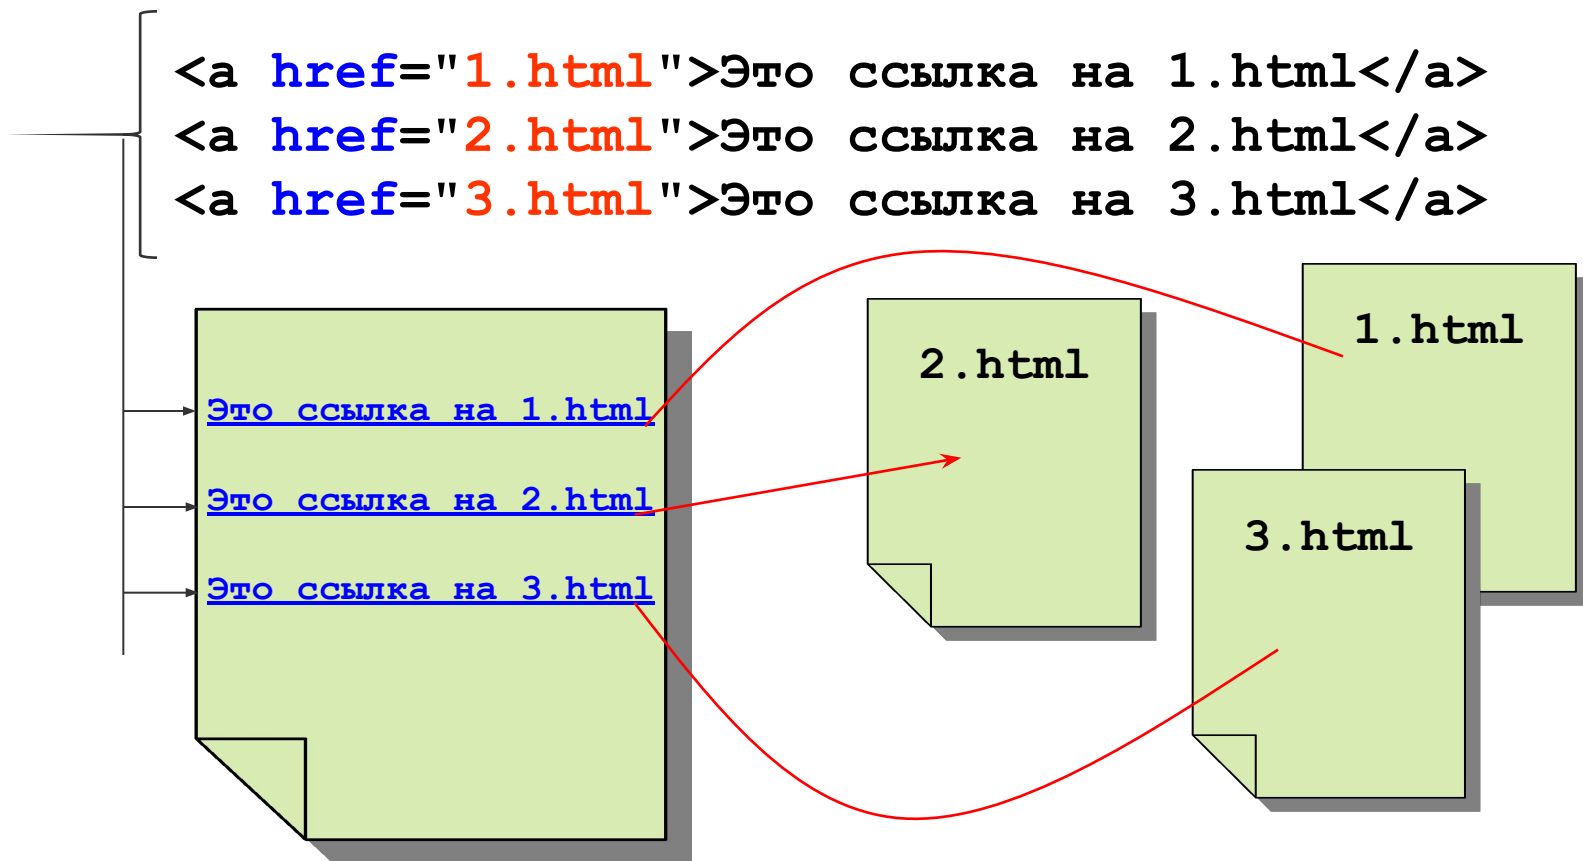 <a href="1.html">Это ссылка на 1.html</a>
<a href="2.html">Это ссылка на 2.html</a>
<a href="3.html">Это ссылка на 3.html</a>
Это ссылка на 1.html
Это ссылка на 2.html
Это ссылка на 3.html
2.html
1.html
3.html